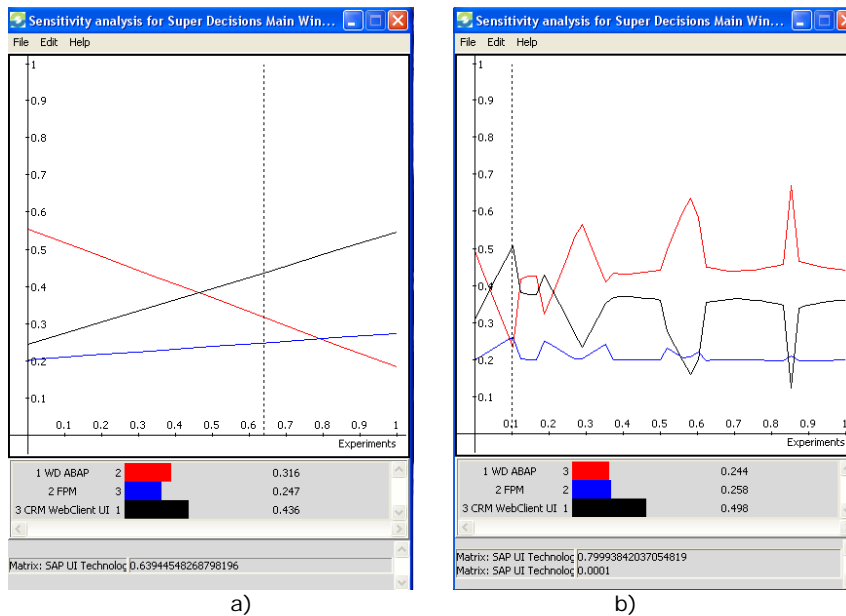 Sensitivity analysis for Super Decisions Main Win...
File Edit Help
1
0.9
0.8
0.7
0.6
0.5
0.4
0.3
0.2
0.1
0.1 0.2 0.3 0.4 0.5 0.6 0.7 0.8 0.9 1
Experiments
1 WD ABAP 2 0.316
2 FPM 3 0.247
3 CRM WebClient UI 1 0.436
Matrix: SAP UI Technolog 0.63944548268798196
a)
Sensitivity analysis for Super Decisions Main Win...
File Edit Help
1
0.9
0.8
0.7
0.6
0.5
0.4
0.3
0.2
0.1
0.1 0.2 0.3 0.4 0.5 0.6 0.7 0.8 0.9 1
Experiments
1 WD ABAP 3 0.244
2 FPM 2 0.258
3 CRM WebClient UI 1 0.498
Matrix: SAP UI Technolog 0.79993842037054819
Matrix: SAP UI Technolog 0.0001
b)